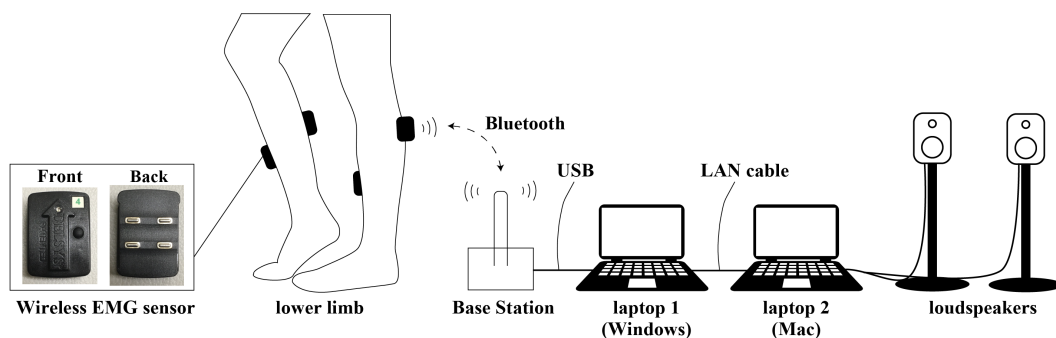 Bluetooth
USB
LAN cable
Front
Back
4
Wireless EMG sensor
lower limb
Base Station
laptop 1
(Windows)
laptop 2
(Mac)
loudspeakers